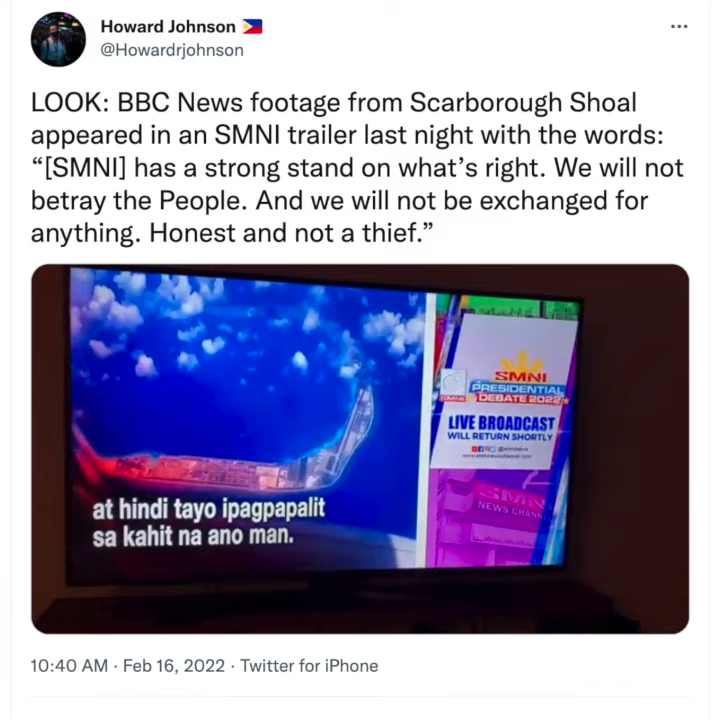 Howard Johnson 🇵🇭
@Howardrjohnson
LOOK: BBC News footage from Scarborough Shoal
appeared in an SMNI trailer last night with the words:
“[SMNI] has a strong stand on what’s right. We will not
betray the People. And we will not be exchanged for
anything. Honest and not a thief.”
at hindi tayo ipagpapalit
sa kahit na ano man.
SMNI
PRESIDENTIAL
DEBATE 2022
LIVE BROADCAST
WILL RETURN SHORTLY
SMNI
NEWS
10:40 AM · Feb 16, 2022 · Twitter for iPhone